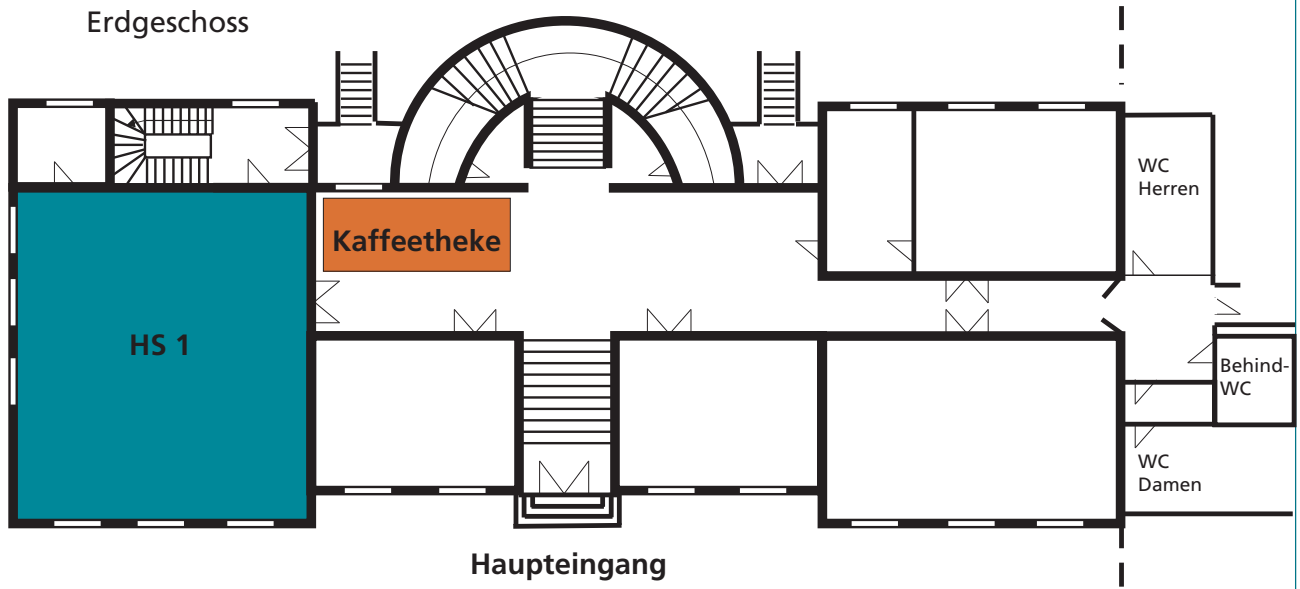 Erdgeschoss
WC
Herren
Kaffeetheke
HS 1
Behind-
WC
WC
Damen
Haupteingang